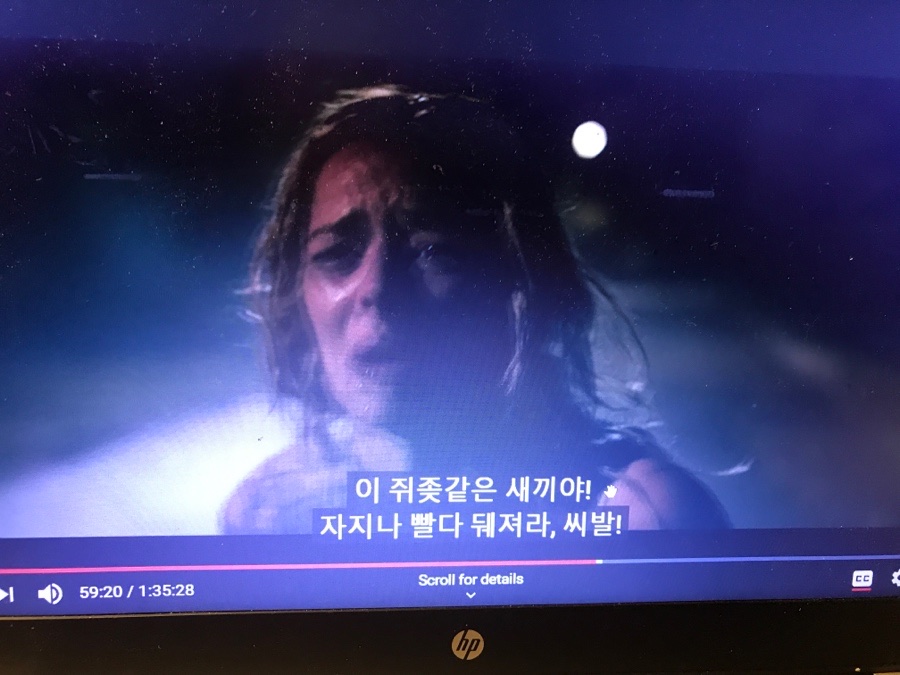 이 쥐좆같은 새끼야!
자지나 빨다 뒈져라, 씨발!
59:20 / 1:35:28
Scroll for details
CC
hp